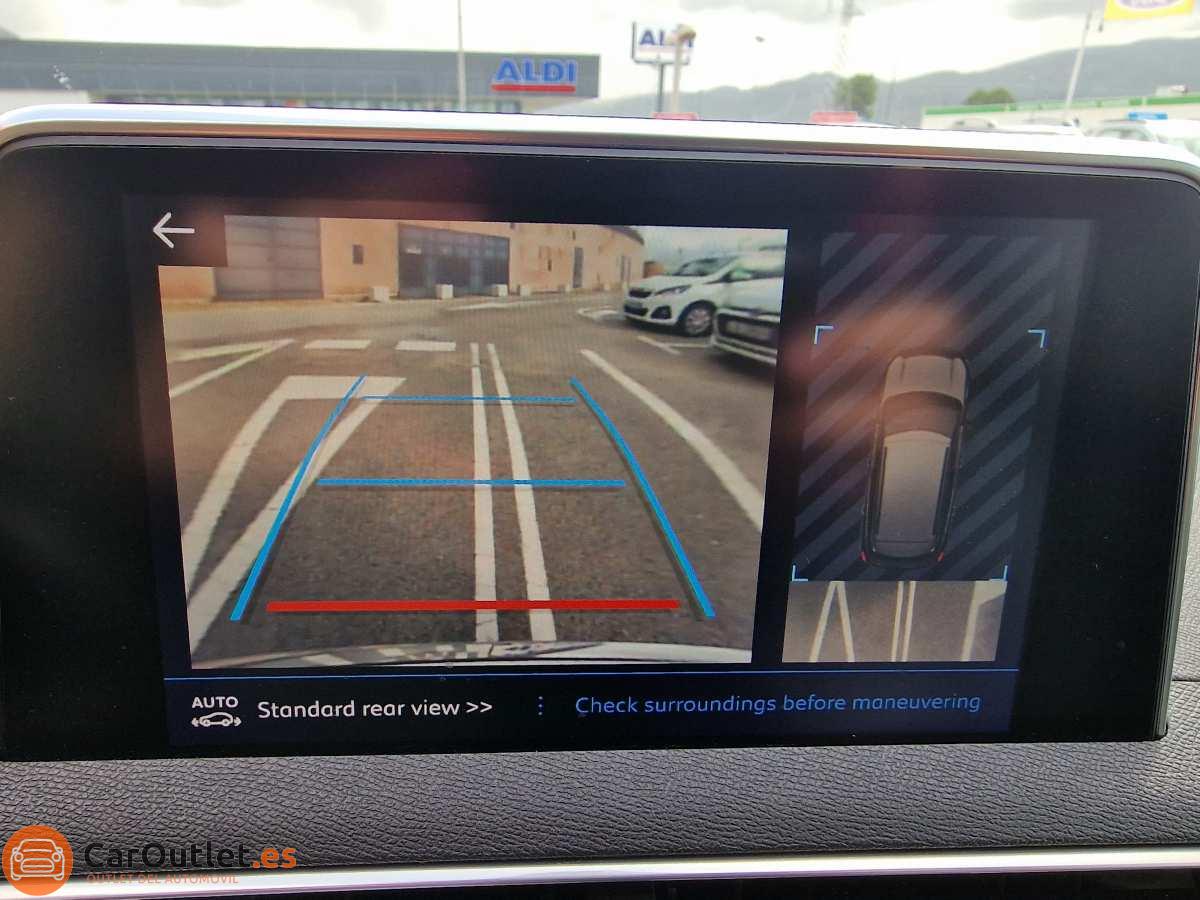 ALDI
ALDI
AUTO
Standard rear view >>
Check surroundings before maneuvering
CarOutlet.es
OUTLET DEL AUTOMOVIL